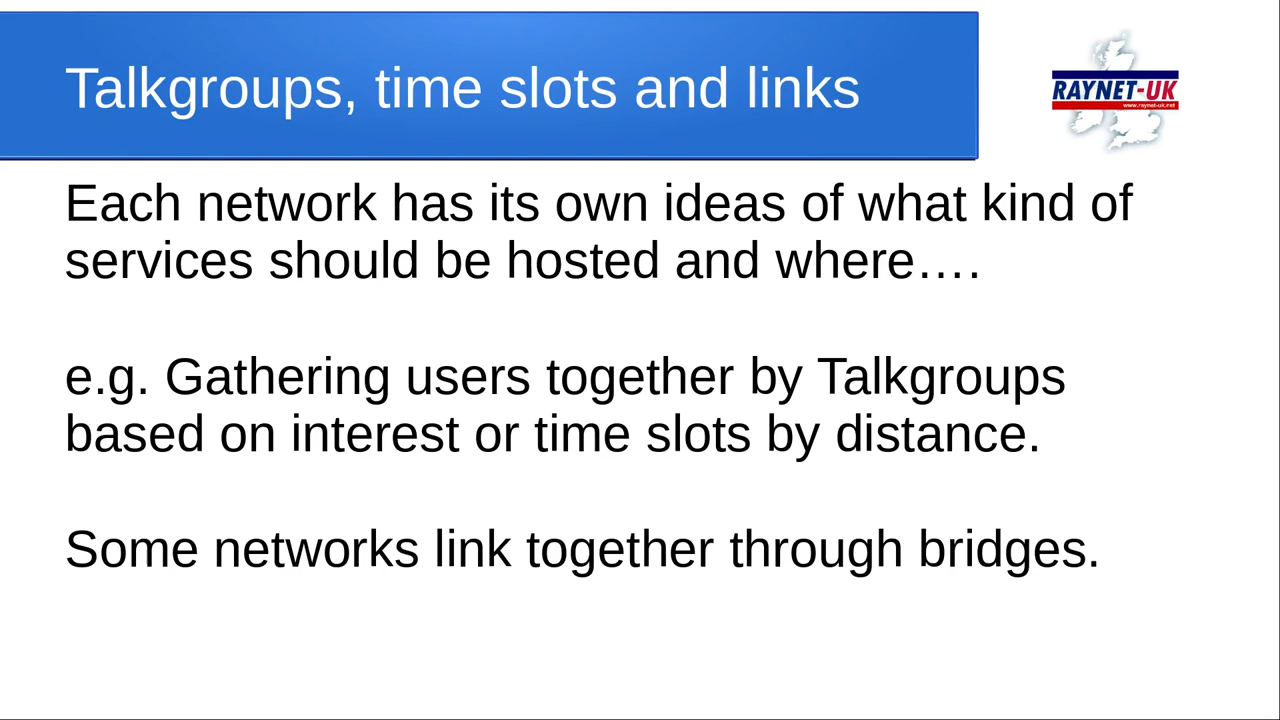 Talkgroups, time slots and links
RAYNET-UK
www.raynet-uk.net
Each network has its own ideas of what kind of
services should be hosted and where….
e.g. Gathering users together by Talkgroups
based on interest or time slots by distance.
Some networks link together through bridges.